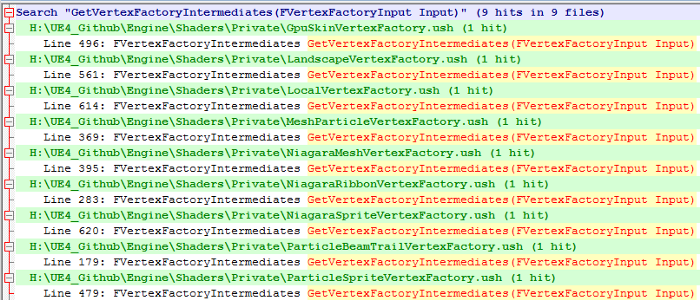 Search "GetVertexFactoryIntermediates(FVertexFactoryInput Input)" (9 hits in 9 files)
H:\UE4_Github\Engine\Shaders\Private\GpuSkinVertexFactory.ush (1 hit)
Line 496: FVertexFactoryIntermediates GetVertexFactoryIntermediates(FVertexFactoryInput Input)
H:\UE4_Github\Engine\Shaders\Private\LandscapeVertexFactory.ush (1 hit)
Line 561: FVertexFactoryIntermediates GetVertexFactoryIntermediates(FVertexFactoryInput Input)
H:\UE4_Github\Engine\Shaders\Private\LocalVertexFactory.ush (1 hit)
Line 614: FVertexFactoryIntermediates GetVertexFactoryIntermediates(FVertexFactoryInput Input)
H:\UE4_Github\Engine\Shaders\Private\MeshParticleVertexFactory.ush (1 hit)
Line 369: FVertexFactoryIntermediates GetVertexFactoryIntermediates(FVertexFactoryInput Input)
H:\UE4_Github\Engine\Shaders\Private\NiagaraMeshVertexFactory.ush (1 hit)
Line 395: FVertexFactoryIntermediates GetVertexFactoryIntermediates(FVertexFactoryInput Input)
H:\UE4_Github\Engine\Shaders\Private\NiagaraRibbonVertexFactory.ush (1 hit)
Line 283: FVertexFactoryIntermediates GetVertexFactoryIntermediates(FVertexFactoryInput Input)
H:\UE4_Github\Engine\Shaders\Private\NiagaraSpriteVertexFactory.ush (1 hit)
Line 620: FVertexFactoryIntermediates GetVertexFactoryIntermediates(FVertexFactoryInput Input)
H:\UE4_Github\Engine\Shaders\Private\ParticleBeamTrailVertexFactory.ush (1 hit)
Line 179: FVertexFactoryIntermediates GetVertexFactoryIntermediates(FVertexFactoryInput Input)
H:\UE4_Github\Engine\Shaders\Private\ParticleSpriteVertexFactory.ush (1 hit)
Line 479: FVertexFactoryIntermediates GetVertexFactoryIntermediates(FVertexFactoryInput Input)